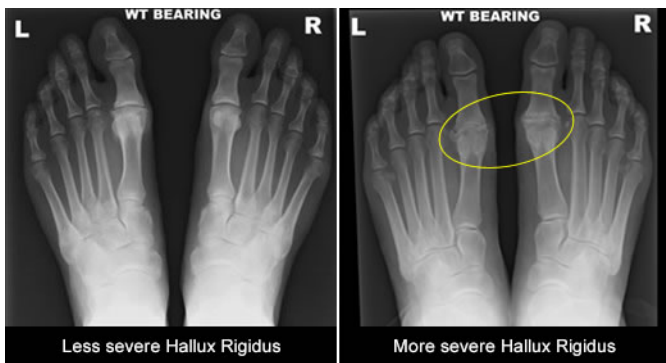 WT BEARING
L
R
Less severe Hallux Rigidus
WT BEARING
L
R
More severe Hallux Rigidus